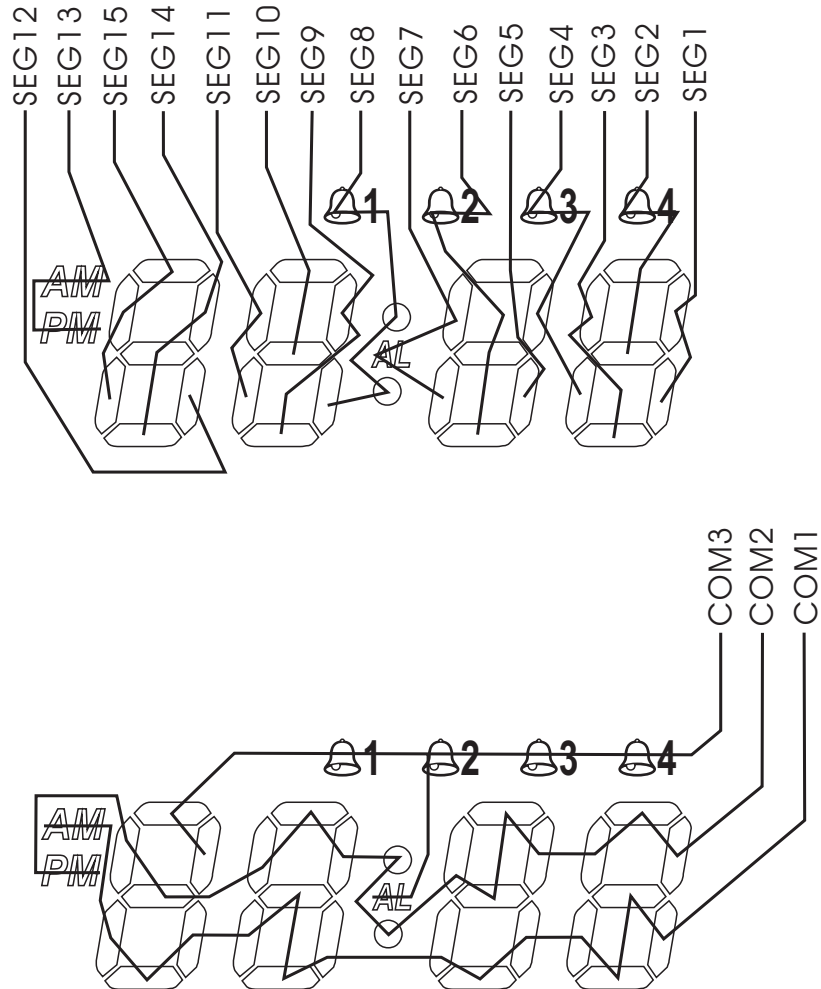 SEG12
SEG13
SEG15
SEG14
SEG11
SEG10
SEG9
SEG8
SEG7
SEG6
SEG5
SEG4
SEG3
SEG2
SEG1
1 2 3 4
AM
PM
AL
COM3
COM2
COM1
1 2 3 4
AM
PM
AL